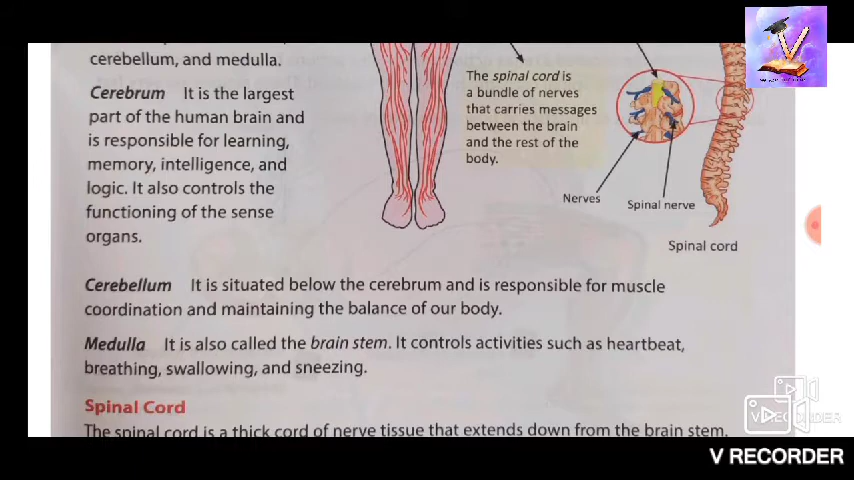 cerebellum, and medulla.
Cerebrum It is the largest
part of the human brain and
is responsible for learning,
memory, intelligence, and
logic. It also controls the
functioning of the sense
organs.
The spinal cord is
a bundle of nerves
that carries messages
between the brain
and the rest of the
body.
Nerves
Spinal nerve
Spinal cord
Cerebellum It is situated below the cerebrum and is responsible for muscle
coordination and maintaining the balance of our body.
Medulla It is also called the brain stem. It controls activities such as heartbeat,
breathing, swallowing, and sneezing.
Spinal Cord
The spinal cord is a thick cord of nerve tissue that extends down from the brain stem.
V RECORDER
V RECORDER